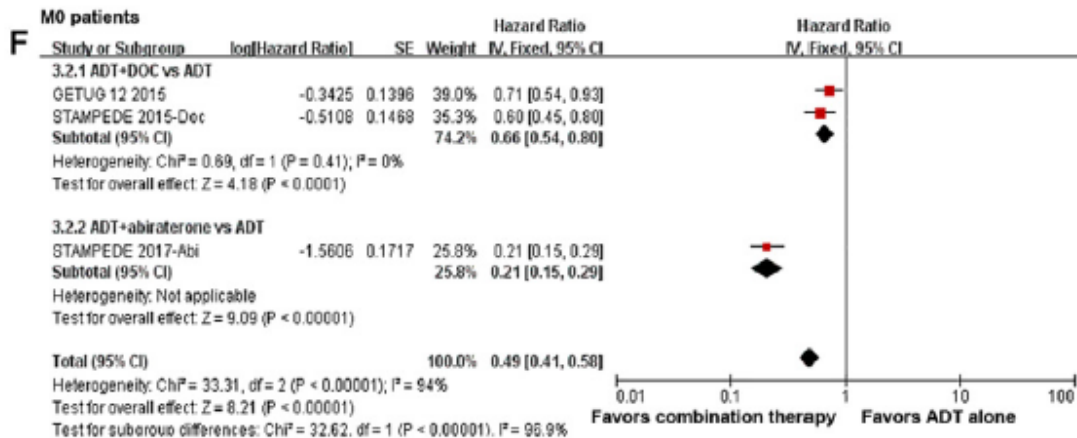 F
M0 patients
Hazard Ratio Hazard Ratio
Study or Subgroup log[Hazard Ratio] SE Weight IV, Fixed, 95% CI IV, Fixed, 95% CI
3.2.1 ADT+DOC vs ADT
GETUG 12 2015 -0.3425 0.1396 39.0% 0.71 [0.54, 0.93]
STAMPEDE 2015-Doc -0.5108 0.1468 35.3% 0.60 [0.45, 0.80]
Subtotal (95% CI) 74.2% 0.66 [0.54, 0.80]
Heterogeneity: Chi² = 0.69, df = 1 (P = 0.41); I² = 0%
Test for overall effect: Z = 4.18 (P < 0.0001)
3.2.2 ADT+abiraterone vs ADT
STAMPEDE 2017-Abi -1.5606 0.1717 25.8% 0.21 [0.15, 0.29]
Subtotal (95% CI) 25.8% 0.21 [0.15, 0.29]
Heterogeneity: Not applicable
Test for overall effect: Z = 9.09 (P < 0.00001)
Total (95% CI) 100.0% 0.49 [0.41, 0.58]
Heterogeneity: Chi² = 33.31, df = 2 (P < 0.00001); I² = 94%
Test for overall effect: Z = 8.21 (P < 0.00001)
Test for subgroup differences: Chi² = 32.62, df = 1 (P < 0.00001), I² = 96.9%
0.01 0.1 1 10 100
Favors combination therapy Favors ADT alone